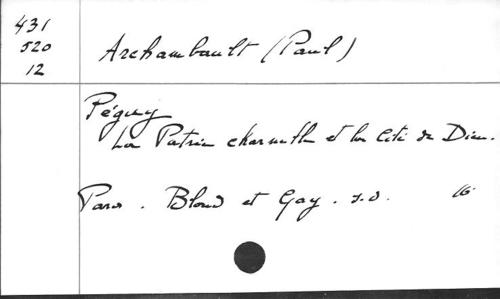 431
520
12
Archambault (Paul)
Péguy
La Patrie charnelle et la Cité de Dieu.
Paris. Bloud et Gay. s.d. 16